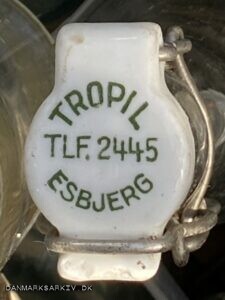 TROPIL
TLF. 2445
ESBJERG
DANMARKSARKIV.DK